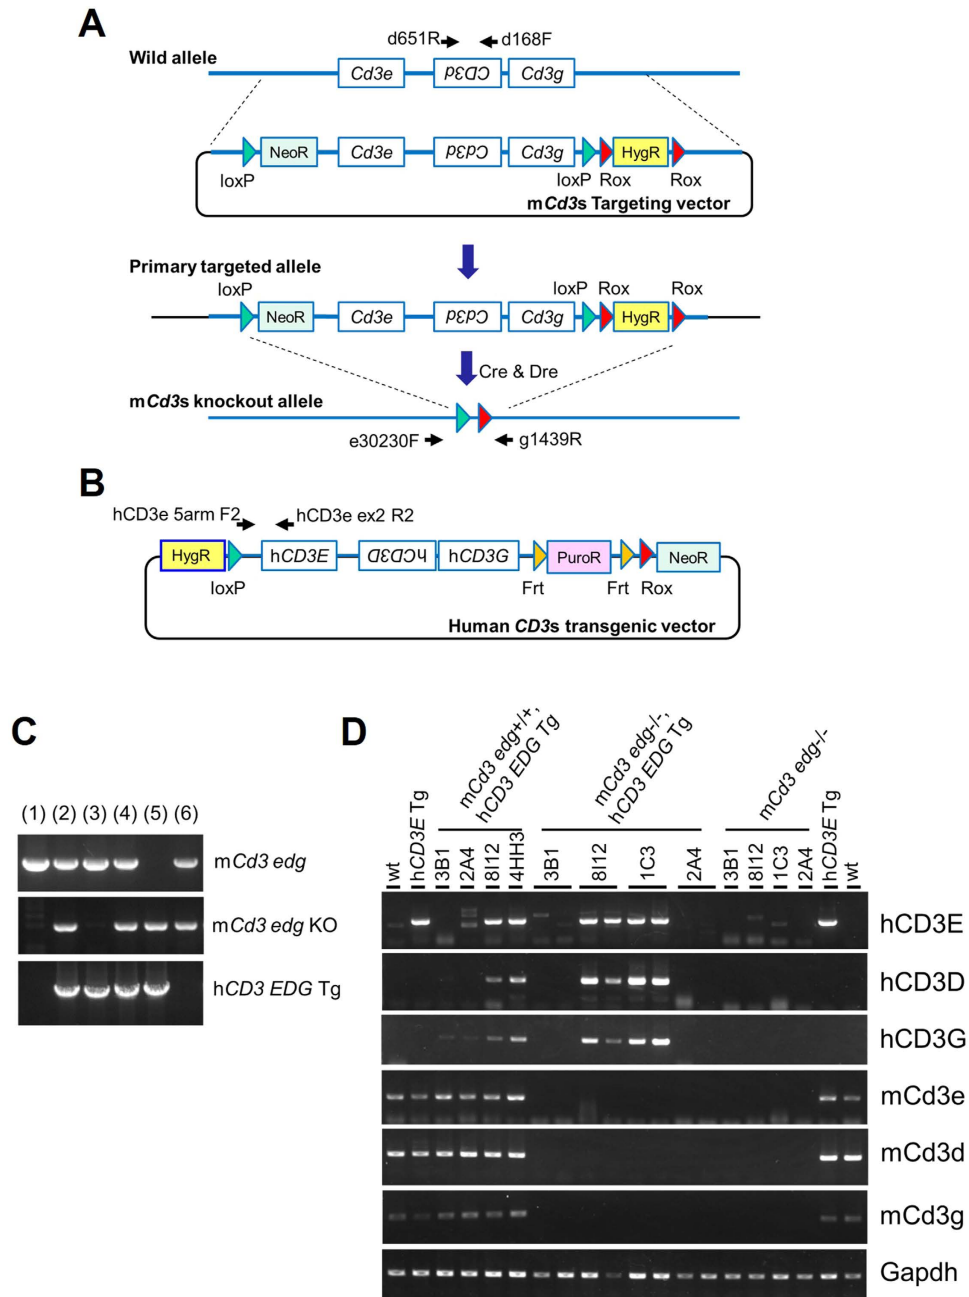 A
d651R d168F
Wild allele
Cd3e Cd3d Cd3g
NeoR Cd3e Cd3d Cd3g HygR
loxP loxP Rox Rox
mCd3s Targeting vector
Primary targeted allele
loxP loxP Rox Rox
NeoR Cd3e Cd3d Cd3g HygR
Cre & Dre
mCd3s knockout allele
e30230F g1439R
B
hCD3e 5arm F2 hCD3e ex2 R2
HygR hCD3E hCD3D hCD3G PuroR NeoR
loxP Frt Frt Rox
Human CD3s transgenic vector
C
(1) (2) (3) (4) (5) (6)
mCd3 edg
mCd3 edg KO
hCD3 EDG Tg
D
mCd3 edg+/+,
hCD3 EDG Tg
mCd3 edg-/-,
hCD3 EDG Tg
mCd3 edg-/-
wt hCD3E Tg 3B1 2A4 8I12 4HH3 3B1 8I12 1C3 2A4 3B1 8I12 1C3 2A4 hCD3E Tg wt
hCD3E
hCD3D
hCD3G
mCd3e
mCd3d
mCd3g
Gapdh